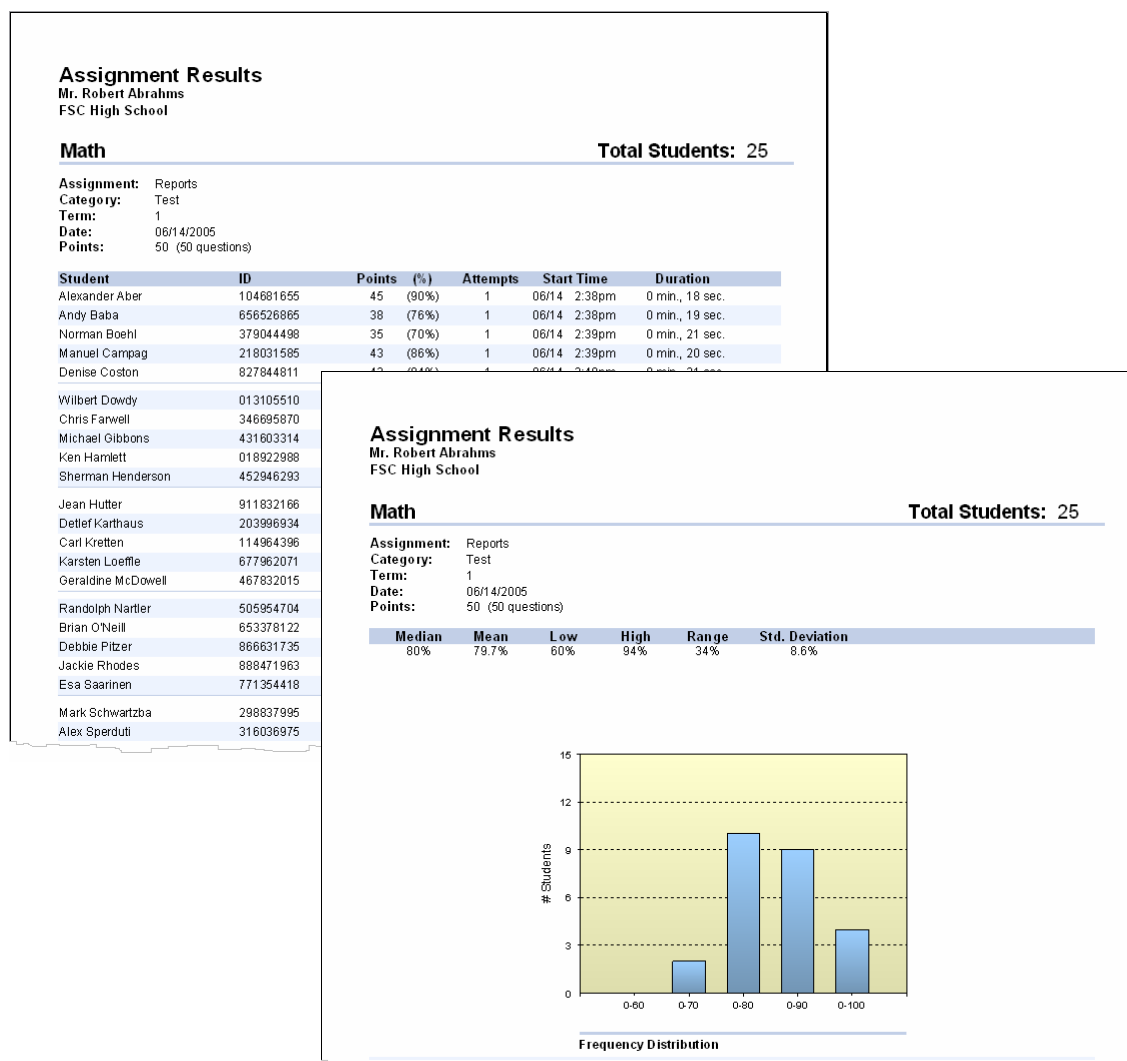 Assignment Results
Mr. Robert Abrahms
FSC High School
Math Total Students: 25
Assignment: Reports
Category: Test
Term: 1
Date: 06/14/2005
Points: 50 (50 questions)
Student ID Points (%) Attempts Start Time Duration
Alexander Aber 104681655 45 (90%) 1 06/14 2:38pm 0 min., 18 sec.
Andy Baba 656526865 38 (76%) 1 06/14 2:38pm 0 min., 19 sec.
Norman Boehl 379044498 35 (70%) 1 06/14 2:39pm 0 min., 21 sec.
Manuel Campag 218031585 43 (86%) 1 06/14 2:39pm 0 min., 20 sec.
Denise Coston 827844811
Wilbert Dowdy 013105510
Chris Farwell 346695870
Michael Gibbons 431603314
Ken Hamlett 018922988
Sherman Henderson 452946293
Jean Hutter 911832166
Detlef Karthaus 203996934
Carl Kretten 114964396
Karsten Loeffle 677962071
Geraldine McDowell 467832015
Randolph Nartler 505954704
Brian O'Neill 653378122
Debbie Pitzer 866631735
Jackie Rhodes 888471963
Esa Saarinen 771354418
Mark Schwartzba 298837995
Alex Sperduti 316036975
Assignment Results
Mr. Robert Abrahms
FSC High School
Math Total Students: 25
Assignment: Reports
Category: Test
Term: 1
Date: 06/14/2005
Points: 50 (50 questions)
Median Mean Low High Range Std. Deviation
80% 79.7% 60% 94% 34% 8.6%
15
12
9
6
3
0
# Students
0-60 0-70 0-80 0-90 0-100
Frequency Distribution